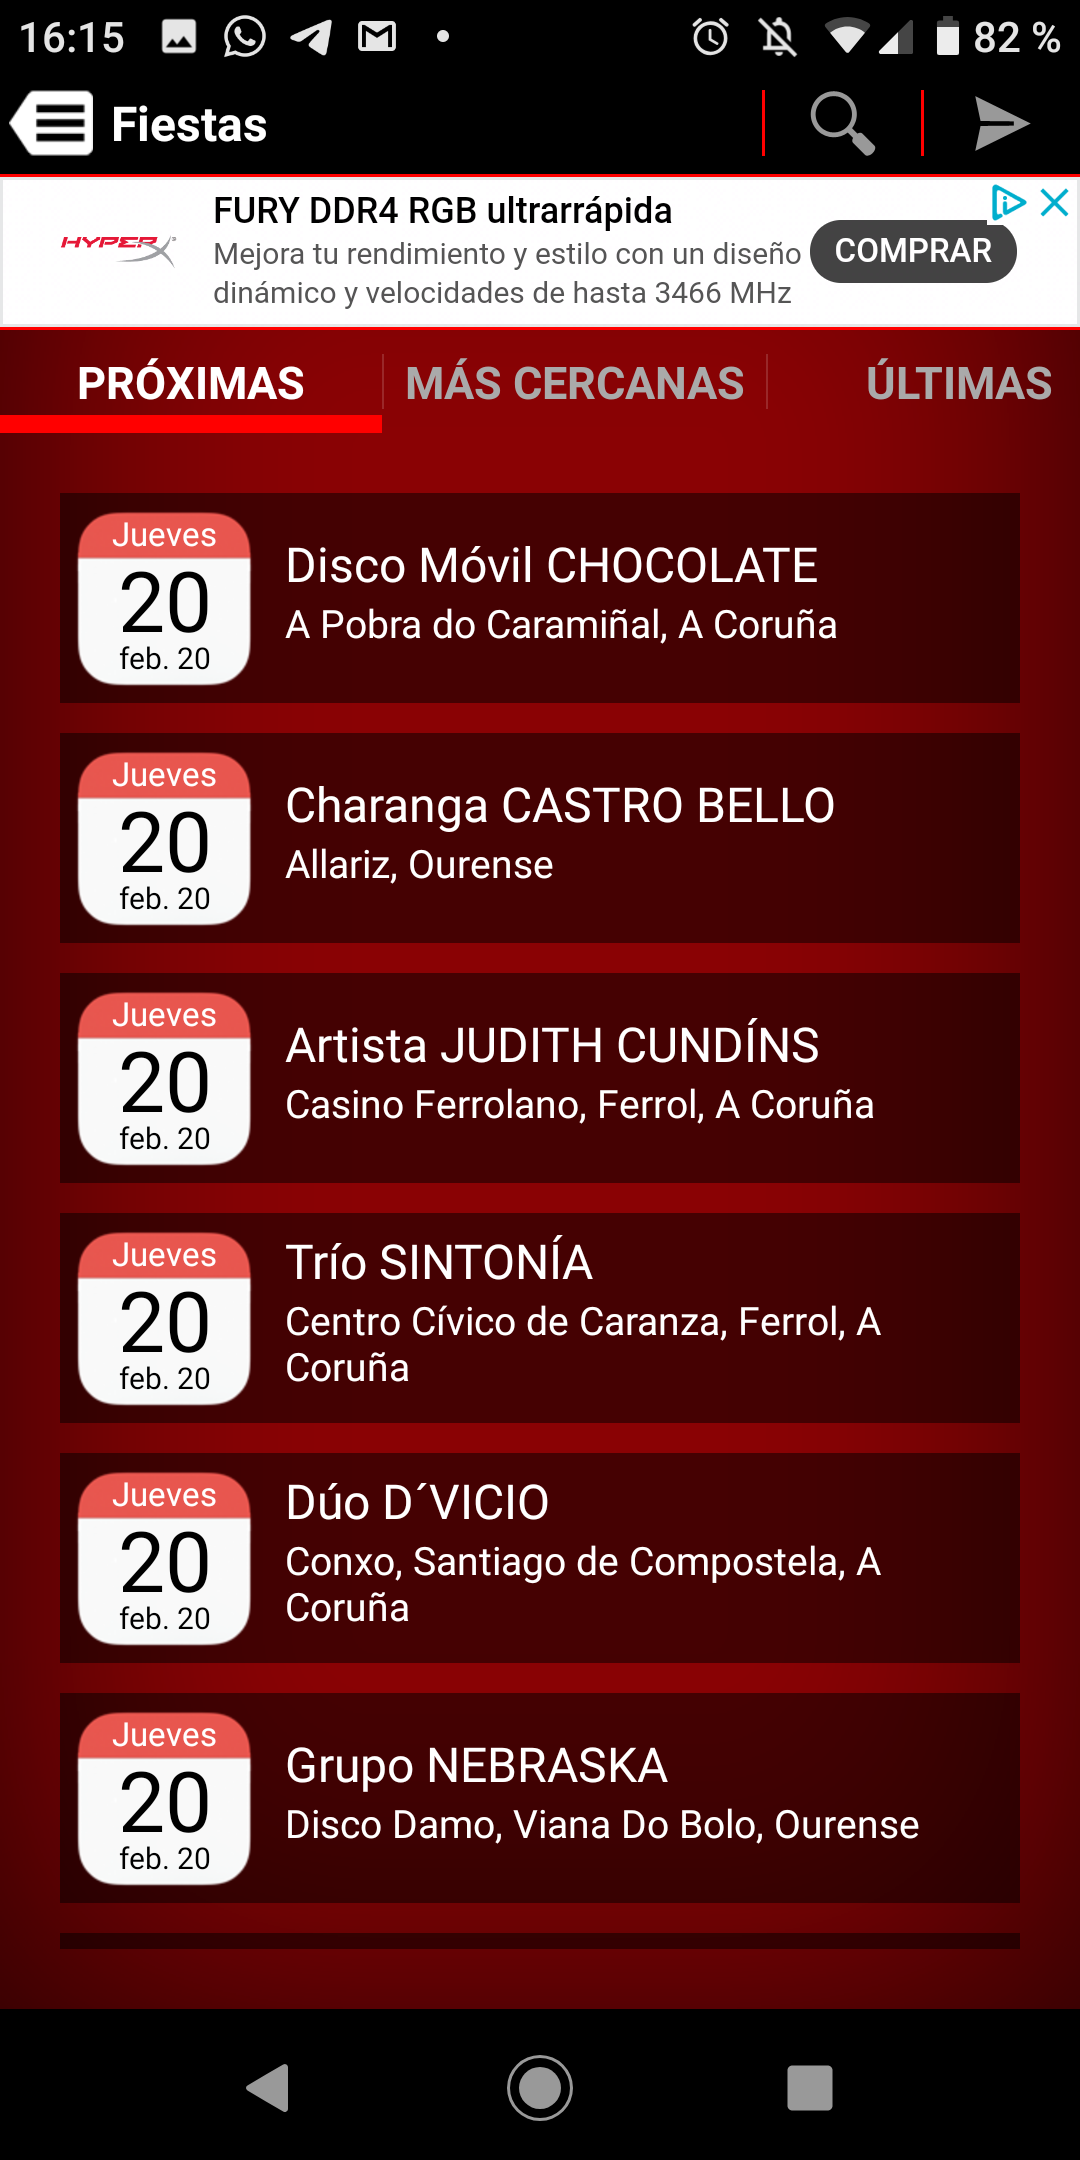 16:15
82 %
Fiestas
HYPERX
FURY DDR4 RGB ultrarrápida
Mejora tu rendimiento y estilo con un diseño
dinámico y velocidades de hasta 3466 MHz
COMPRAR
PRÓXIMAS
MÁS CERCANAS
ÚLTIMAS
Jueves
20
feb. 20
Disco Móvil CHOCOLATE
A Pobra do Caramiñal, A Coruña
Jueves
20
feb. 20
Charanga CASTRO BELLO
Allariz, Ourense
Jueves
20
feb. 20
Artista JUDITH CUNDÍNS
Casino Ferrolano, Ferrol, A Coruña
Jueves
20
feb. 20
Trío SINTONÍA
Centro Cívico de Caranza, Ferrol, A
Coruña
Jueves
20
feb. 20
Dúo D´VICIO
Conxo, Santiago de Compostela, A
Coruña
Jueves
20
feb. 20
Grupo NEBRASKA
Disco Damo, Viana Do Bolo, Ourense